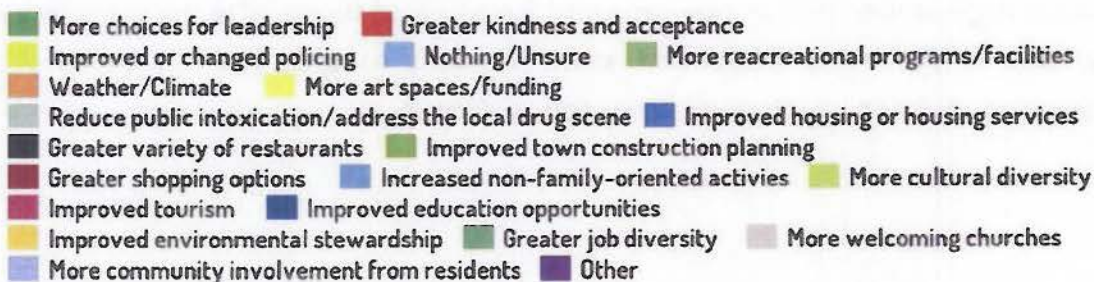 More choices for leadership Greater kindness and acceptance
Improved or changed policing Nothing/Unsure More reacreational programs/facilities
Weather/Climate More art spaces/funding
Reduce public intoxication/address the local drug scene Improved housing or housing services
Greater variety of restaurants Improved town construction planning
Greater shopping options Increased non-family-oriented activies More cultural diversity
Improved tourism Improved education opportunities
Improved environmental stewardship Greater job diversity More welcoming churches
More community involvement from residents Other